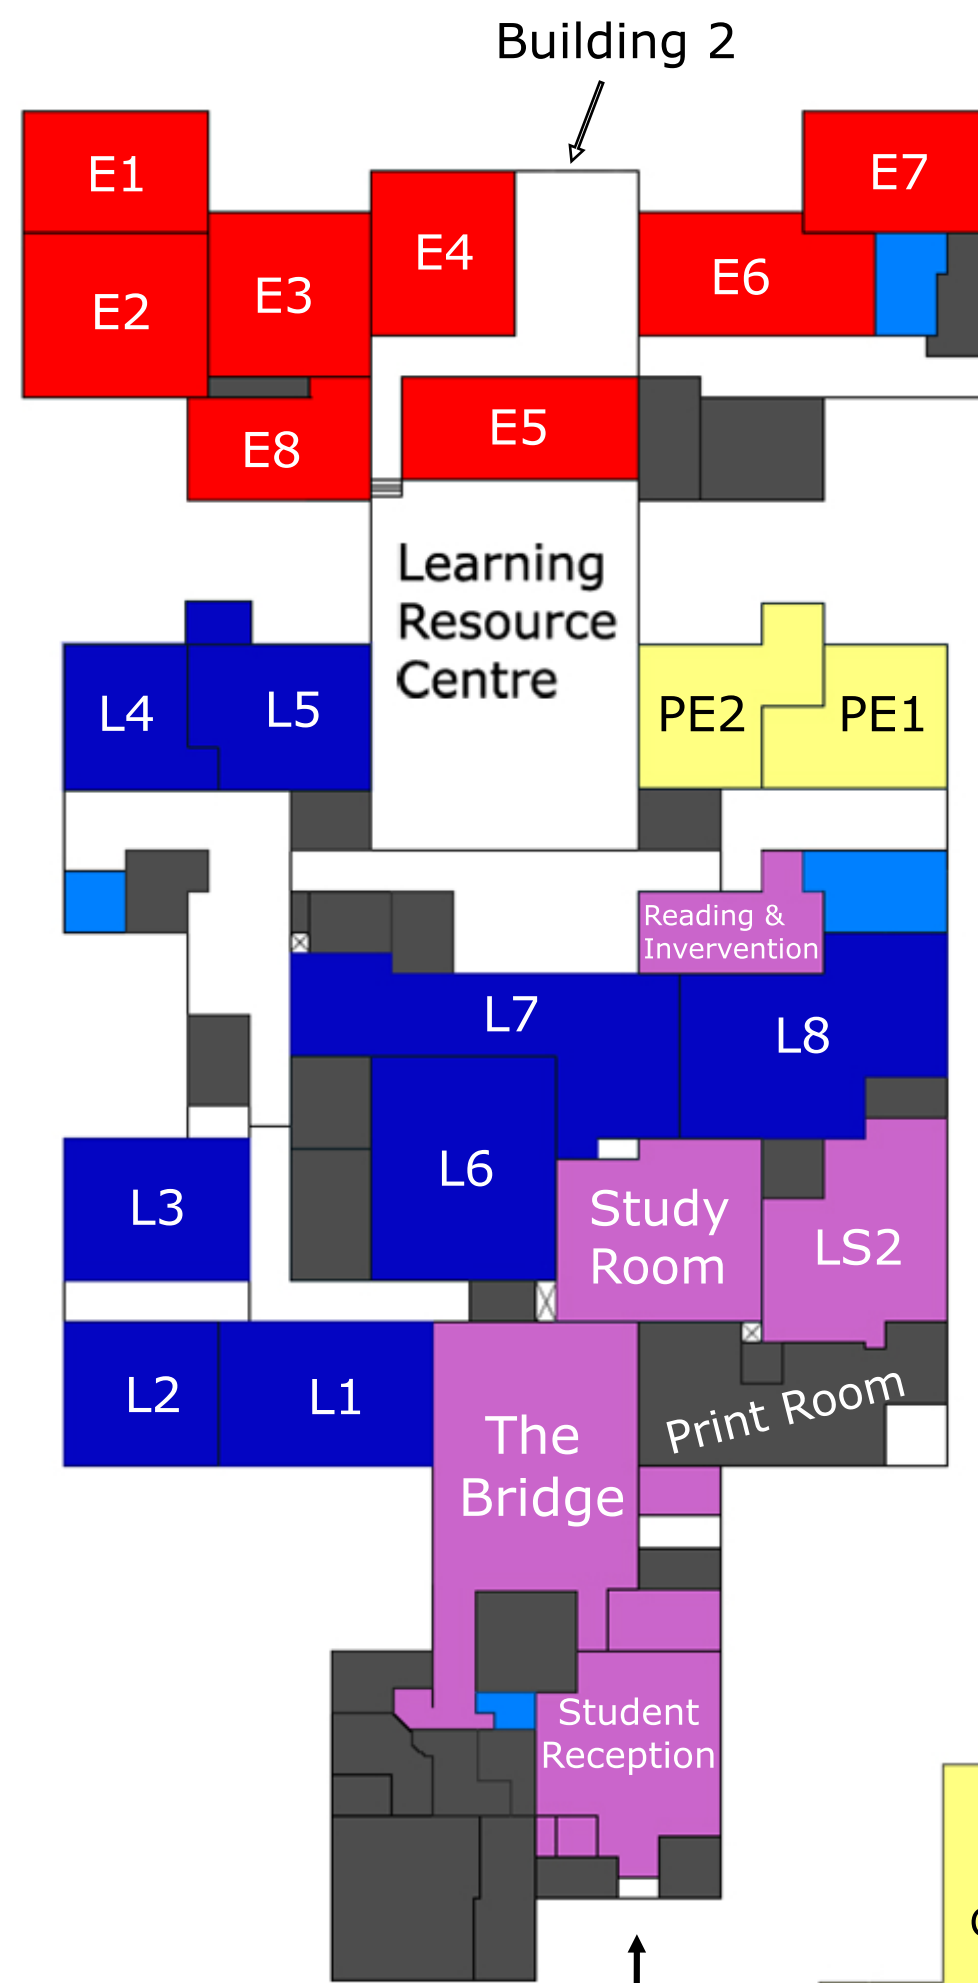 Building 2
E1
E7
E4
E6
E3
E2
E5
E8
Learning
Resource
Centre
L4
L5
PE2
PE1
Reading &
Invervention
L7
L8
L6
L3
Study
Room
LS2
L2
L1
The
Bridge
Print Room
Student
Reception